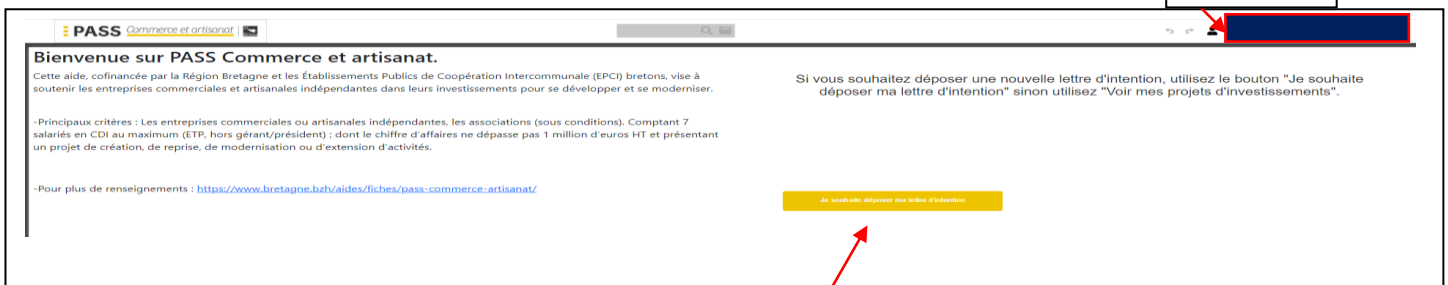 PASS Commerce et artisanat
Bienvenue sur PASS Commerce et artisanat.
Cette aide, cofinancée par la Région Bretagne et les Établissements Publics de Coopération Intercommunale (EPCI) bretons, vise à
soutenir les entreprises commerciales et artisanales indépendantes dans leurs investissements pour se développer et se moderniser.
-Principaux critères : Les entreprises commerciales ou artisanales indépendantes, les associations (sous conditions). Comptant 7
salariés en CDI au maximum (ETP, hors gérant/président) ; dont le chiffre d'affaires ne dépasse pas 1 million d'euros HT et présentant
un projet de création, de reprise, de modernisation ou d'extension d'activités.
-Pour plus de renseignements : https://www.bretagne.bzh/aides/fiches/pass-commerce-artisanat/
Si vous souhaitez déposer une nouvelle lettre d'intention, utilisez le bouton "Je souhaite
déposer ma lettre d'intention" sinon utilisez "Voir mes projets d'investissements".
Je souhaite déposer ma lettre d'intention